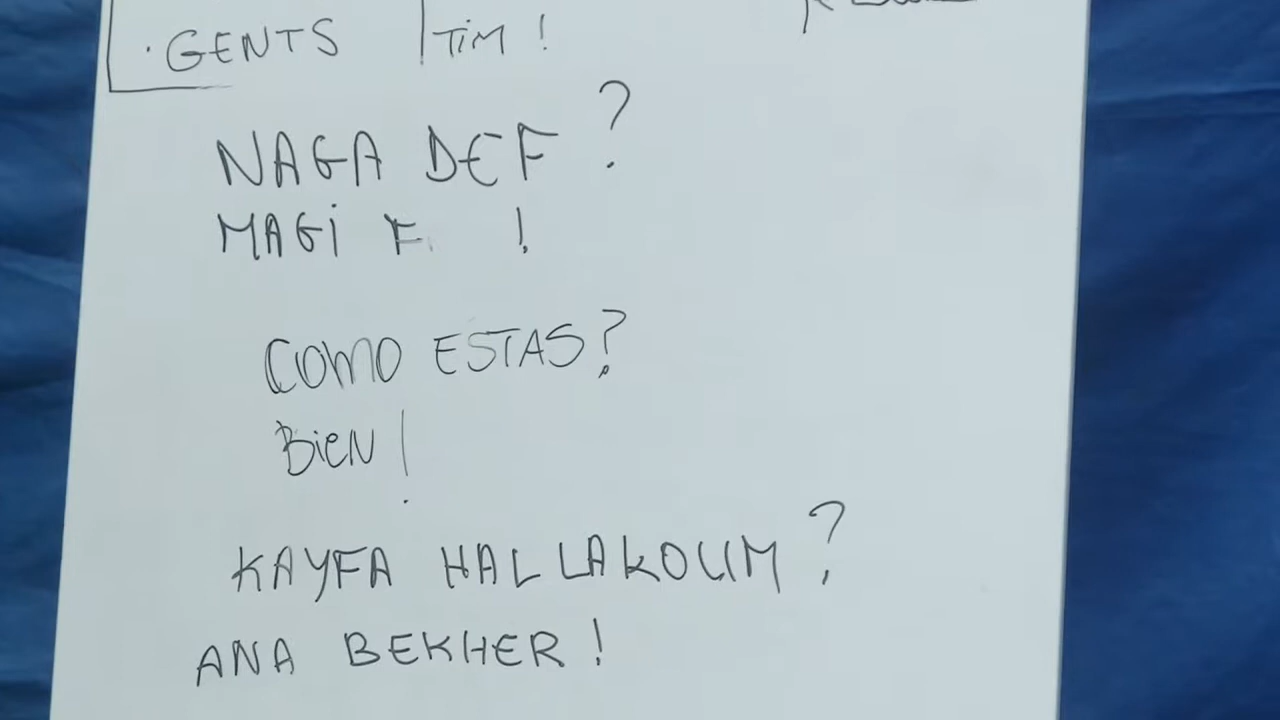 · GENTS | TiM !
NAGA DEF ?
MAGi F !
COMO ESTAS?
BieN !
KAYFA HALLAKOUM ?
ANA BEKHER !